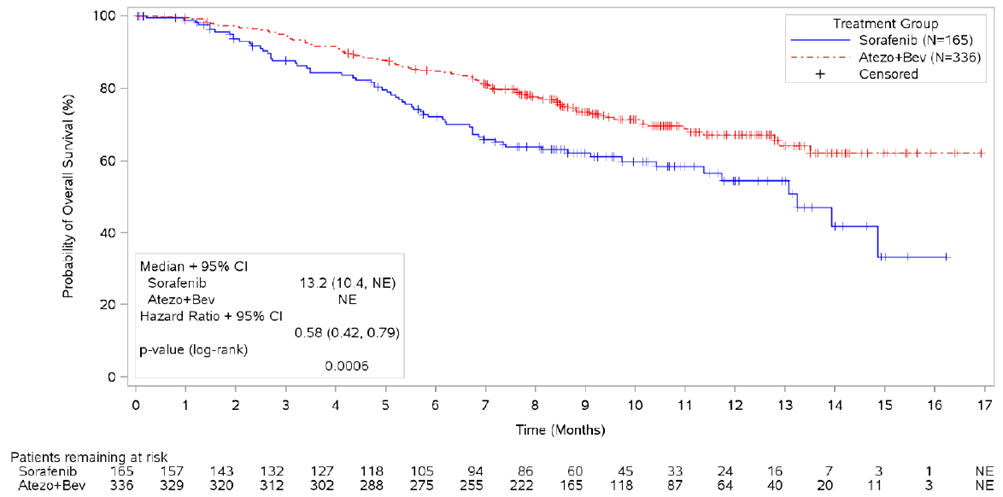 100
80
60
40
20
0
Probability of Overall Survival (%)
Treatment Group
Sorafenib (N=165)
Atezo+Bev (N=336)
+ Censored
Median + 95% CI
Sorafenib 13.2 (10.4, NE)
Atezo+Bev NE
Hazard Ratio + 95% CI
0.58 (0.42, 0.79)
p-value (log-rank)
0.0006
0 1 2 3 4 5 6 7 8 9 10 11 12 13 14 15 16 17
Time (Months)
Patients remaining at risk
Sorafenib 165 157 143 132 127 118 105 94 86 60 45 33 24 16 7 3 1 NE
Atezo+Bev 336 329 320 312 302 288 275 255 222 165 118 87 64 40 20 11 3 NE